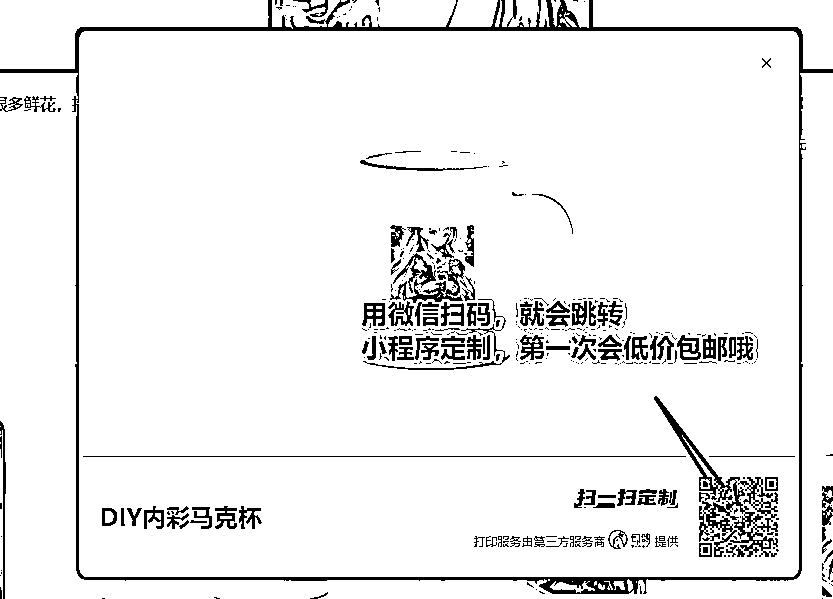 很多鲜花，
×
用微信扫码，就会跳转
小程序定制，第一次会低价包邮哦
扫一扫定制
DIY内彩马克杯
打印服务由第三方服务商 提供